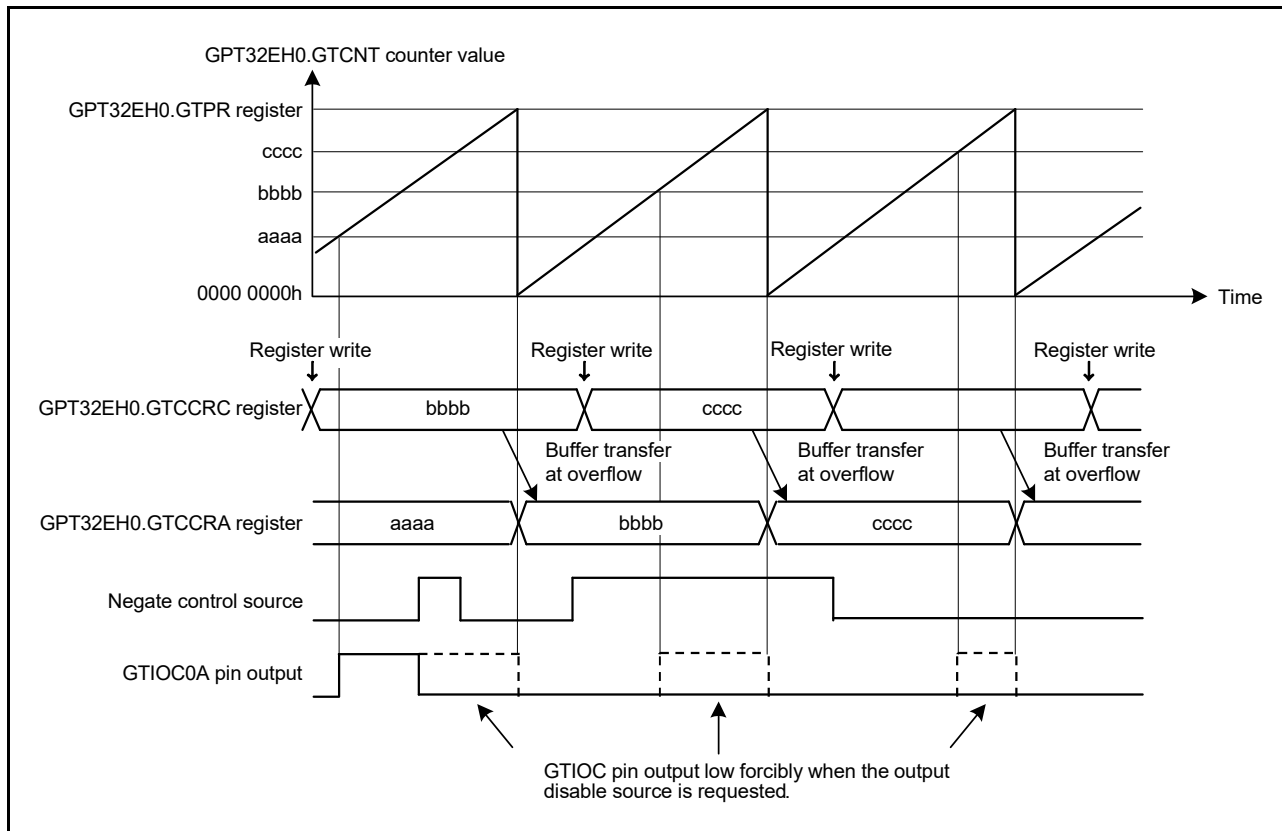 GPT32EH0.GTCNT counter value
GPT32EH0.GTPR register
cccc
bbbb
aaaa
0000 0000h
Time
Register write
Register write
Register write
Register write
GPT32EH0.GTCCRC register
bbbb
cccc
Buffer transfer
at overflow
Buffer transfer
at overflow
Buffer transfer
at overflow
GPT32EH0.GTCCRA register
aaaa
bbbb
cccc
Negate control source
GTIOC0A pin output
GTIOC pin output low forcibly when the output
disable source is requested.